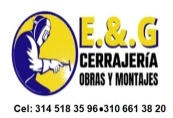 E.&.G
CERRAJERÍA
OBRAS Y MONTAJES
Cel: 314 518 35 96•310 661 38 20